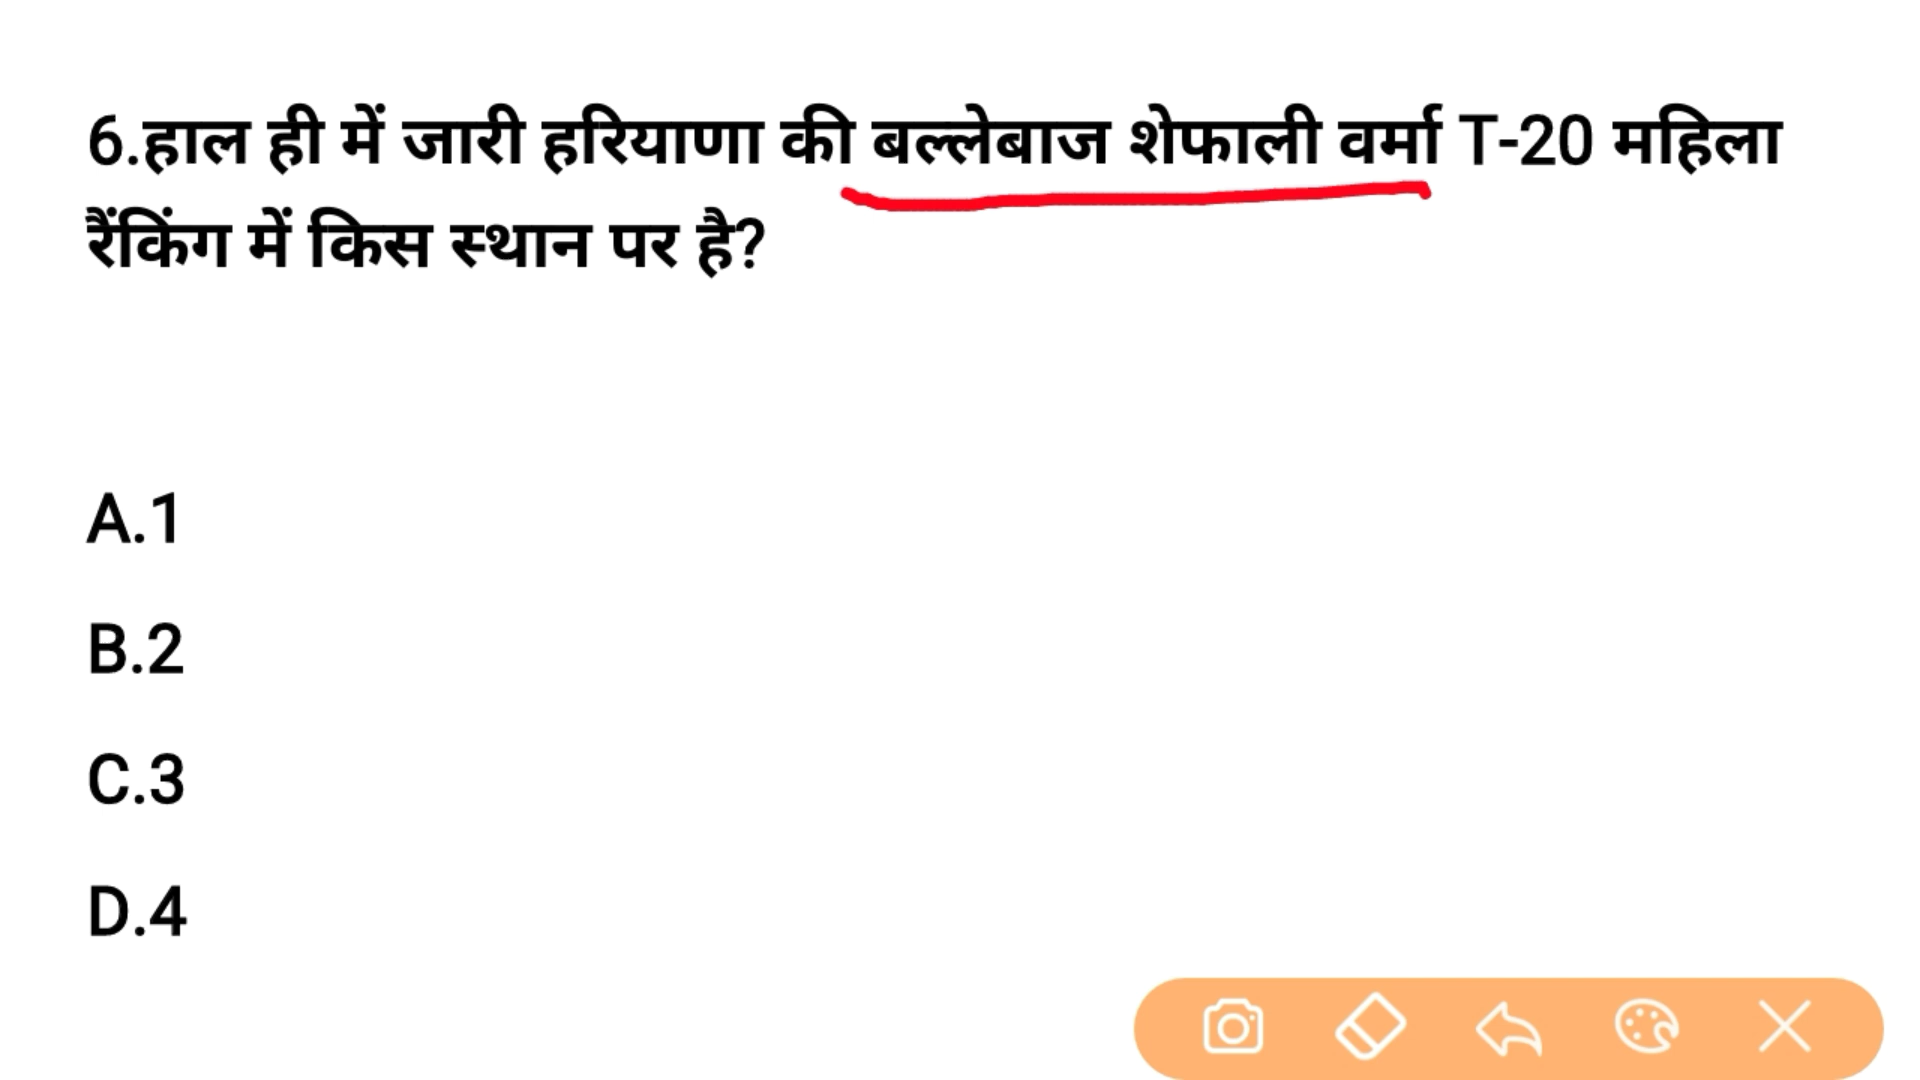 6.हाल ही में जारी हरियाणा की बल्लेबाज शेफाली वर्मा T-20 महिला
रैंकिंग में किस स्थान पर है?
A.1
B.2
C.3
D.4